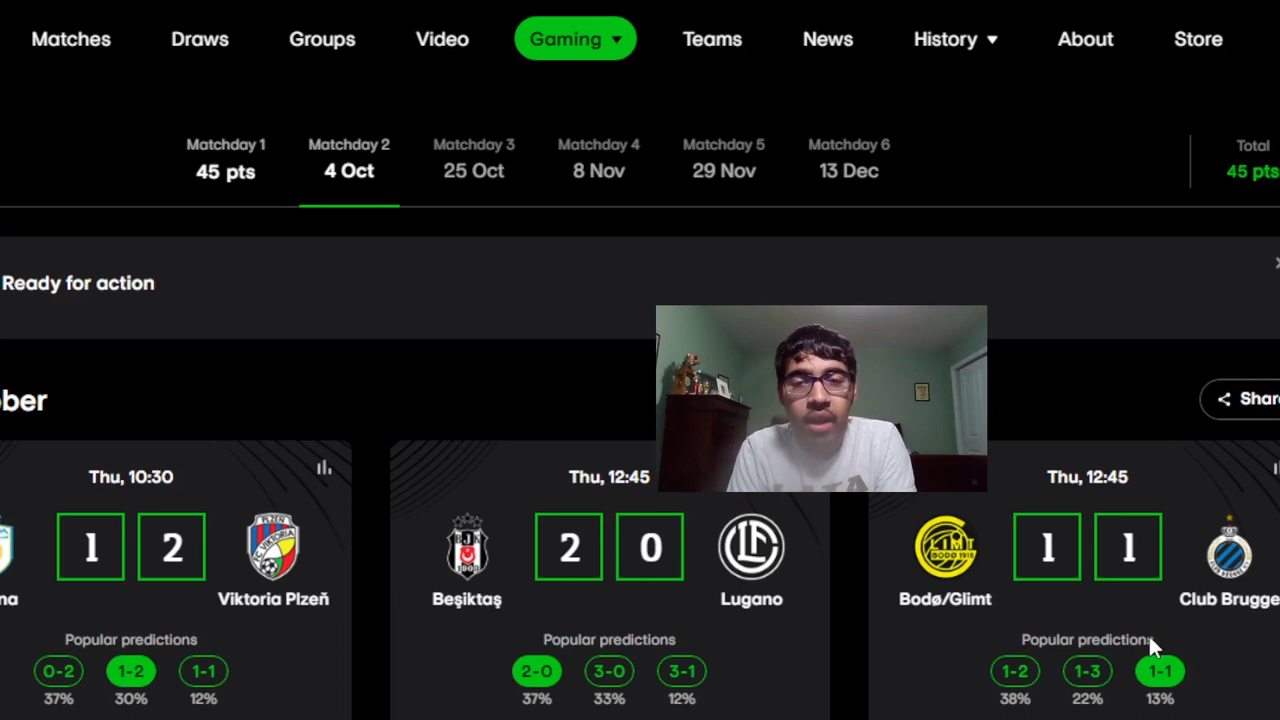 Matches Draws Groups Video Gaming Teams News History About Store
Matchday 1 Matchday 2 Matchday 3 Matchday 4 Matchday 5 Matchday 6 Total
45 pts 4 Oct 25 Oct 8 Nov 29 Nov 13 Dec 45 pts
Ready for action
ber
Share
Thu, 10:30
1 2
na Viktoria Plzeň
Popular predictions
0-2 1-2 1-1
37% 30% 12%
Thu, 12:45
2 0
Beşiktaş Lugano
Popular predictions
2-0 3-0 3-1
37% 33% 12%
Thu, 12:45
1 1
Bodø/Glimt Club Brugge
Popular predictions
1-2 1-3 1-1
38% 22% 13%